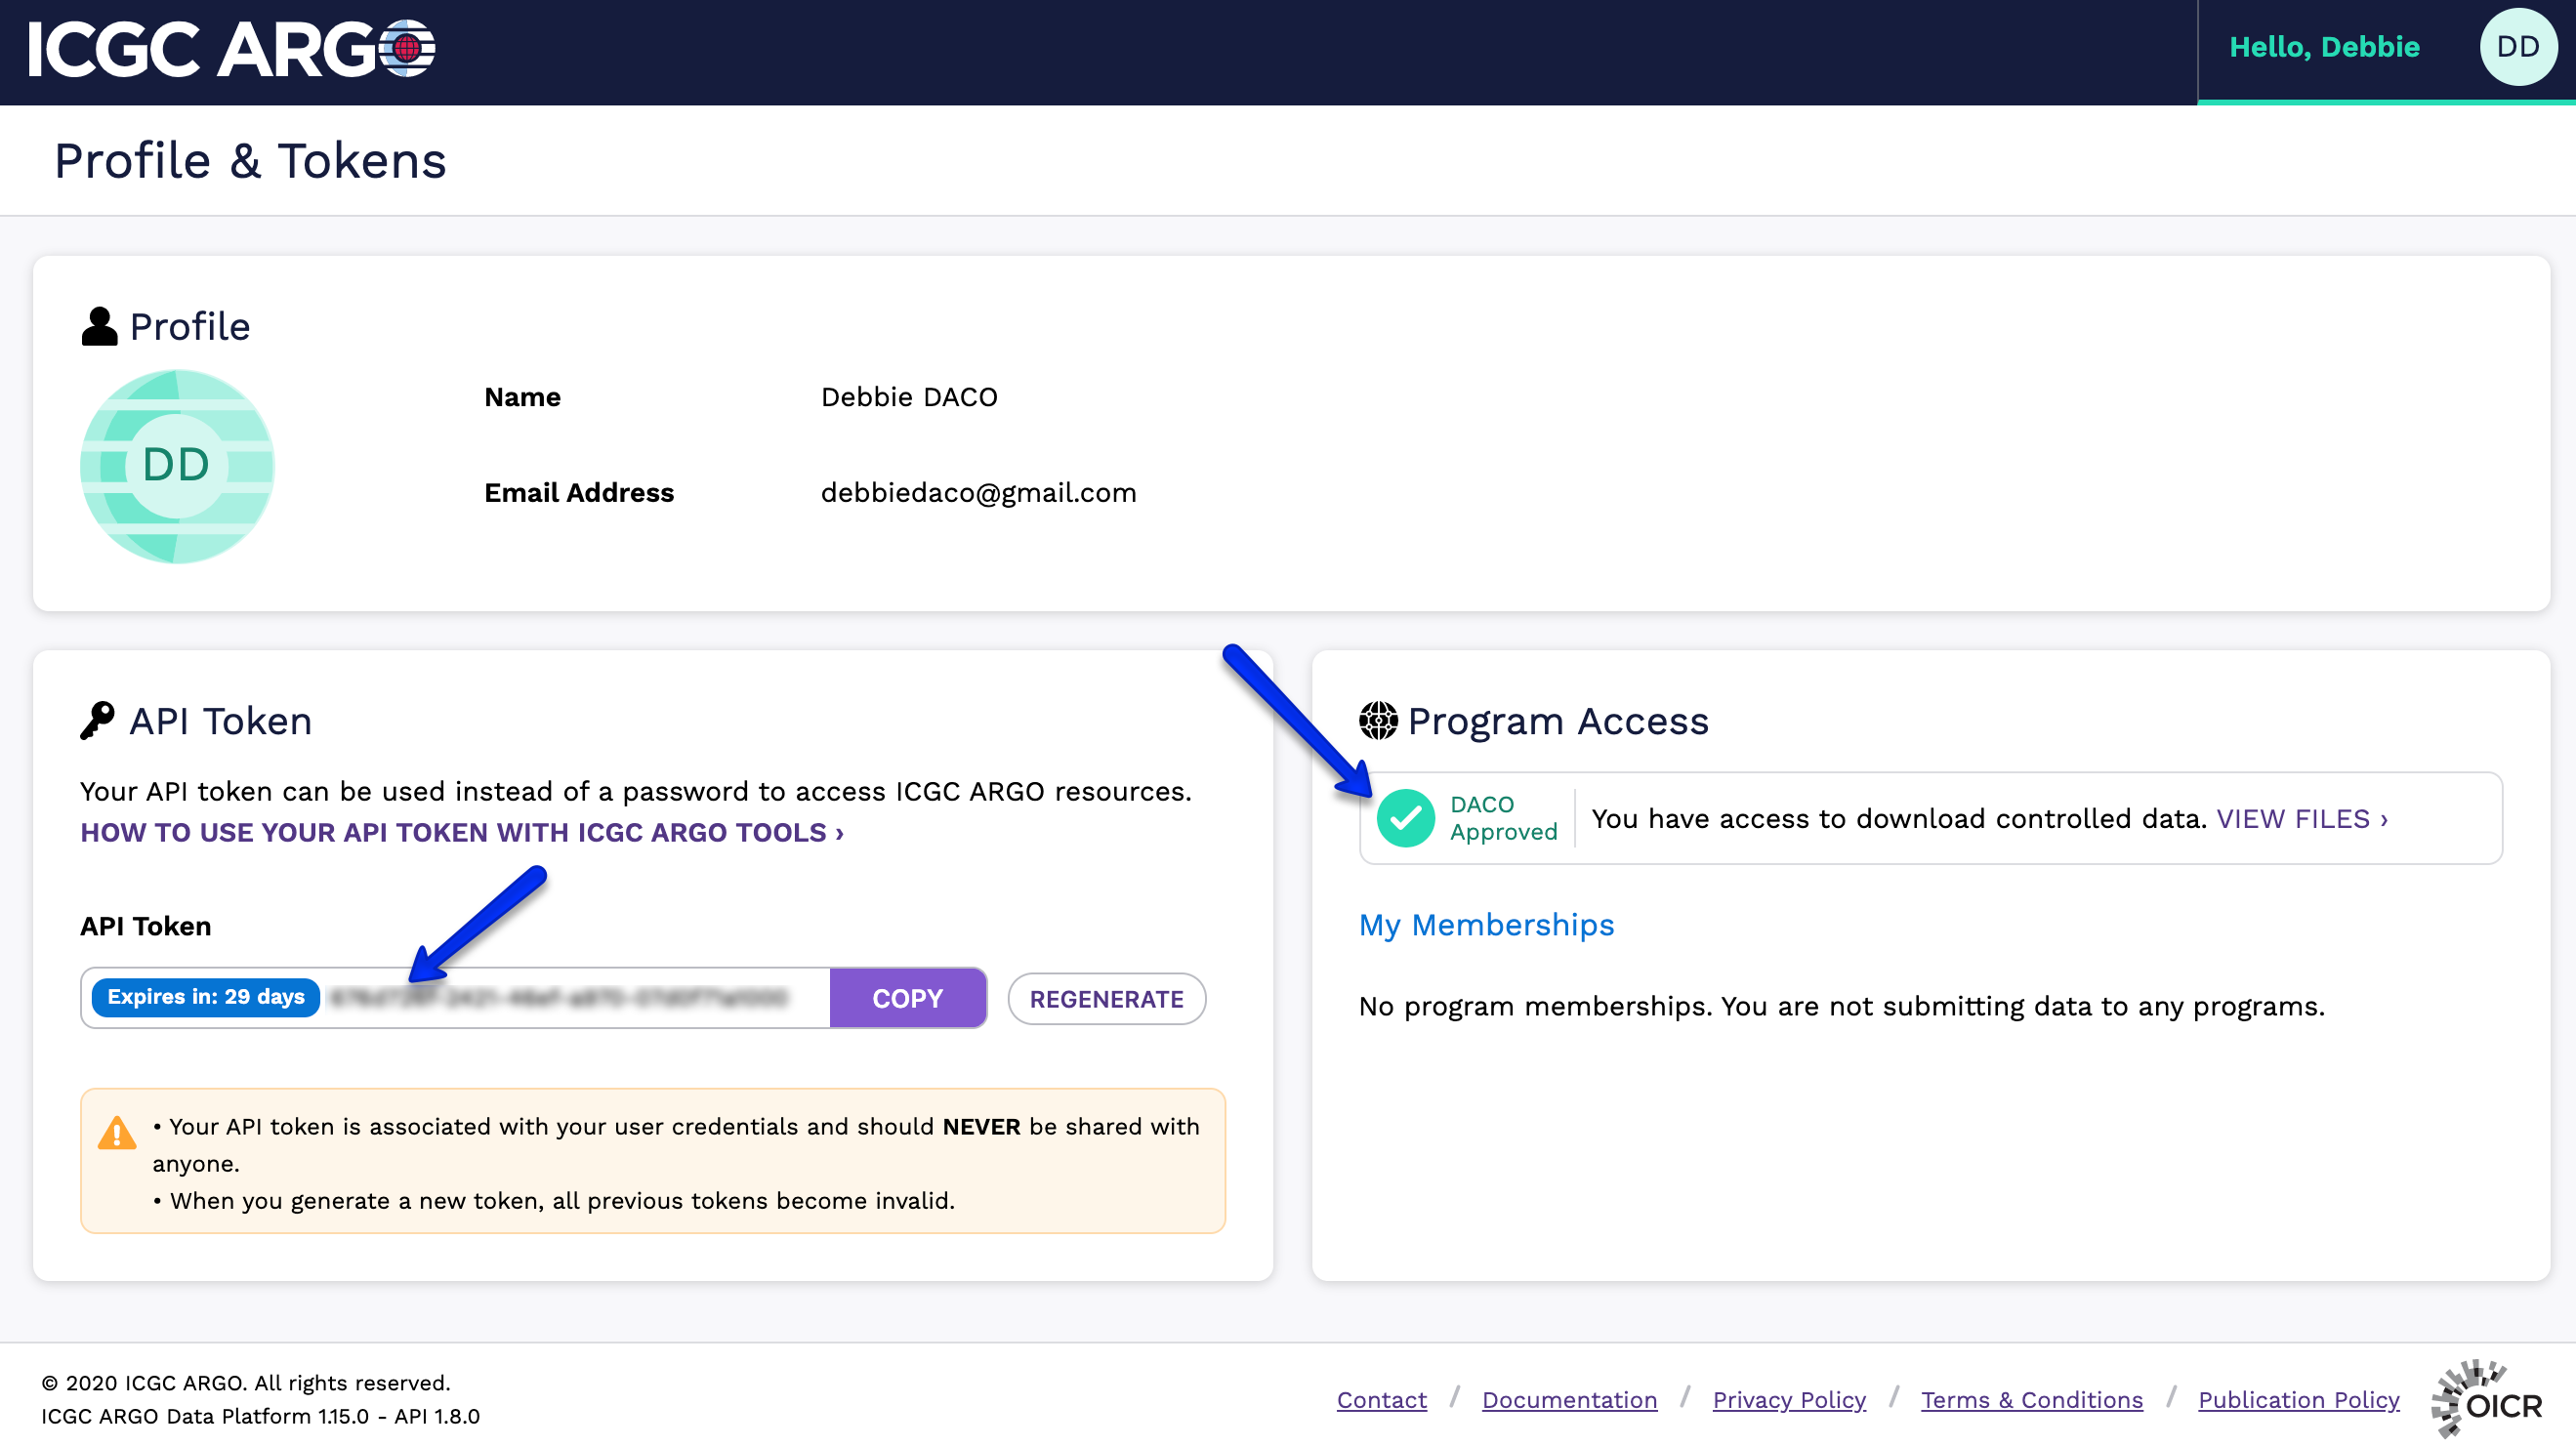 ICGC ARGO
Hello, Debbie
DD
Profile & Tokens
Profile
DD
Name
Debbie DACO
Email Address
debbiedaco@gmail.com
API Token
Your API token can be used instead of a password to access ICGC ARGO resources.
HOW TO USE YOUR API TOKEN WITH ICGC ARGO TOOLS ›
API Token
Expires in: 29 days
COPY
REGENERATE
• Your API token is associated with your user credentials and should NEVER be shared with
anyone.
• When you generate a new token, all previous tokens become invalid.
Program Access
DACO
Approved
You have access to download controlled data. VIEW FILES ›
My Memberships
No program memberships. You are not submitting data to any programs.
© 2020 ICGC ARGO. All rights reserved.
ICGC ARGO Data Platform 1.15.0 - API 1.8.0
Contact / Documentation / Privacy Policy / Terms & Conditions / Publication Policy
OICR